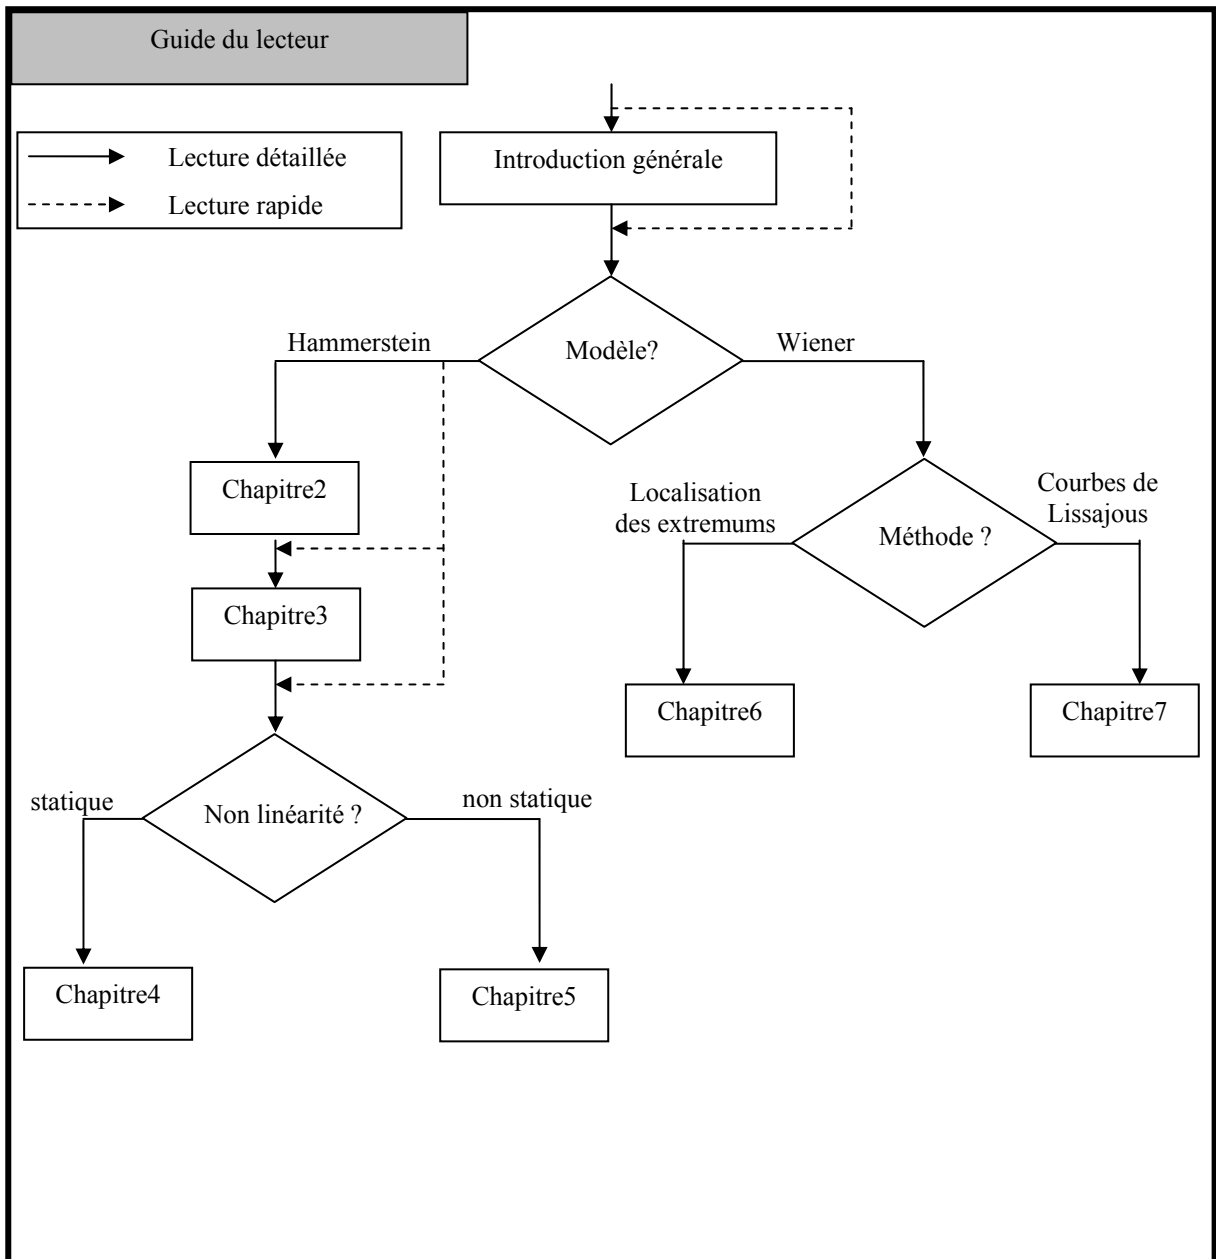 Guide du lecteur
Lecture détaillée
Lecture rapide
Introduction générale
Modèle?
Hammerstein
Wiener
Chapitre2
Chapitre3
Localisation
des extremums
Méthode ?
Courbes de
Lissajous
Chapitre6
Chapitre7
Non linéarité ?
statique
non statique
Chapitre4
Chapitre5